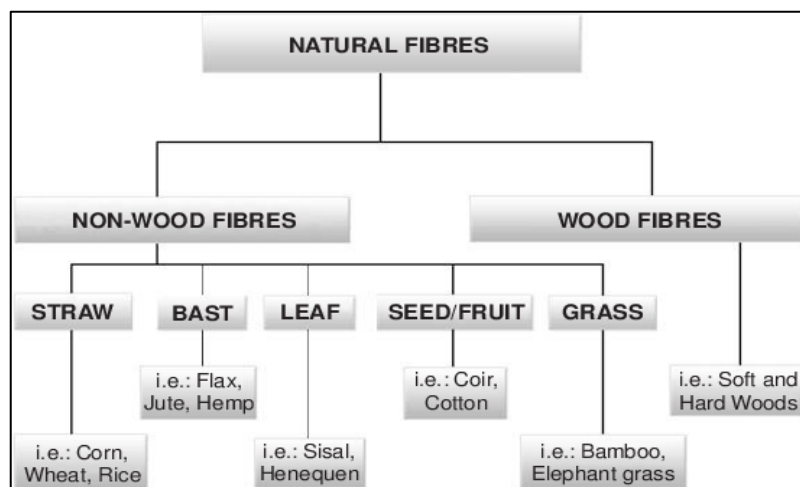 NATURAL FIBRES
NON-WOOD FIBRES
WOOD FIBRES
STRAW
BAST
LEAF
SEED/FRUIT
GRASS
i.e.: Flax,
Jute, Hemp
i.e.: Coir,
Cotton
i.e.: Soft and
Hard Woods
i.e.: Corn,
Wheat, Rice
i.e.: Sisal,
Henequen
i.e.: Bamboo,
Elephant grass